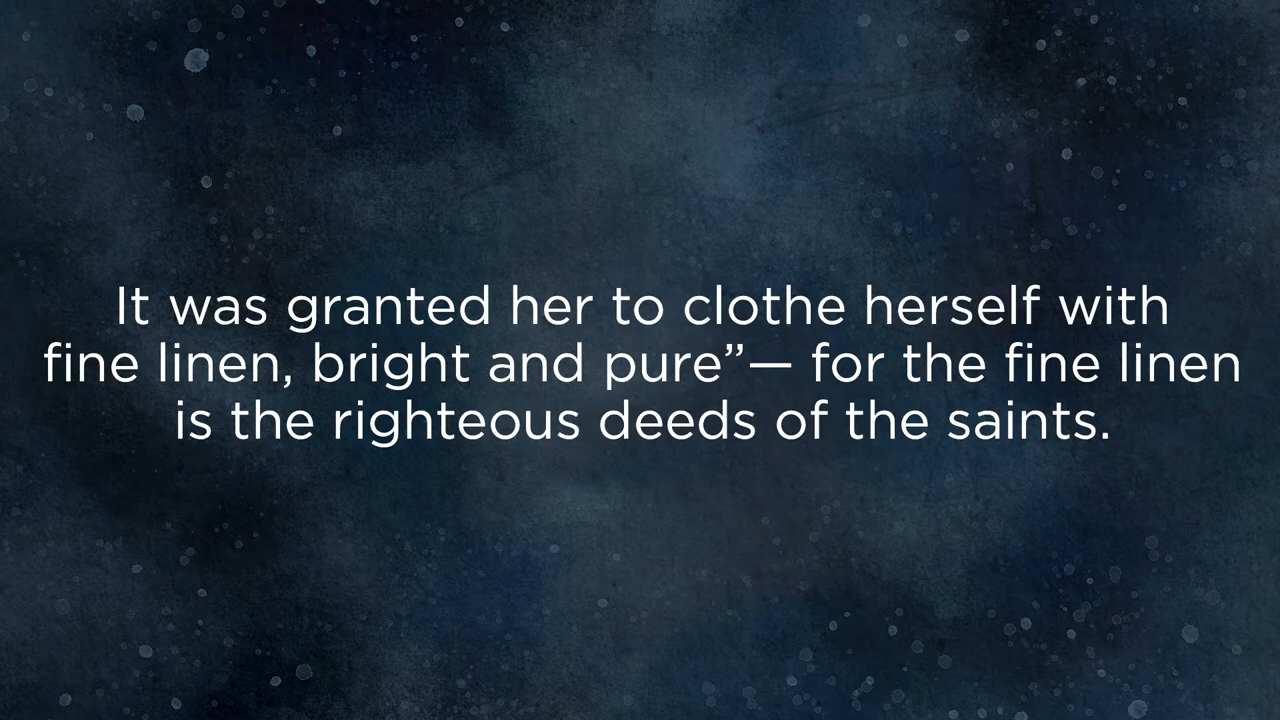 It was granted her to clothe herself with
fine linen, bright and pure”— for the fine linen
is the righteous deeds of the saints.